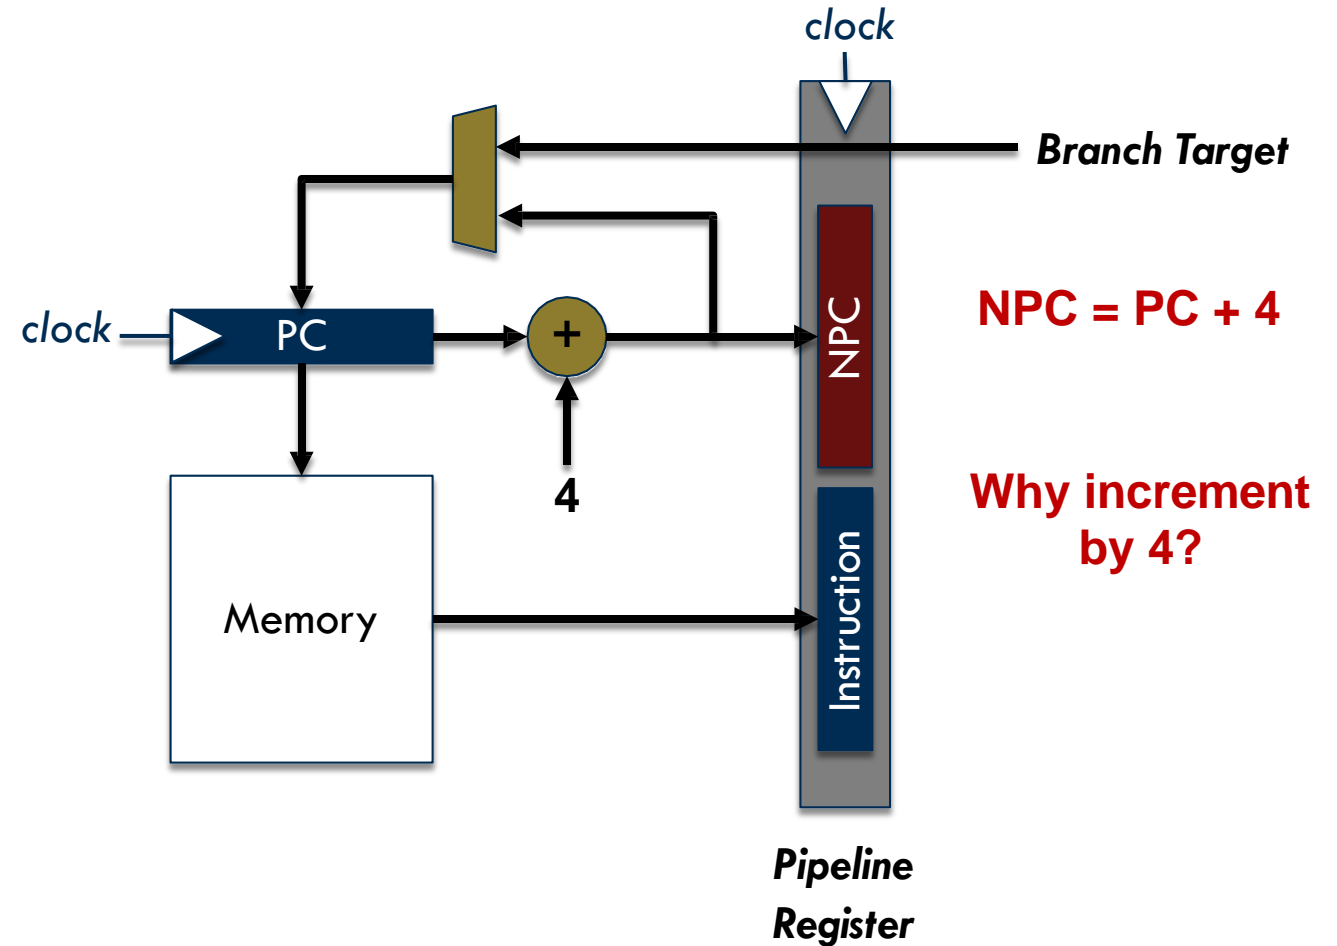 clock
Branch Target
clock
PC
+
NPC
NPC = PC + 4
4
Why increment
by 4?
Memory
Instruction
Pipeline
Register